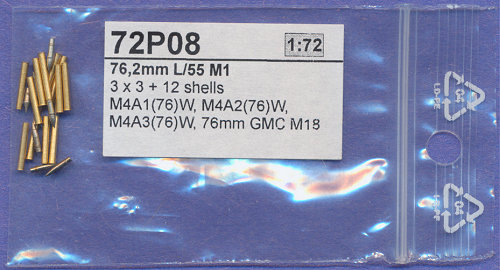 72P08
1:72
76,2mm L/55 M1
3 x 3 + 12 shells
M4A1(76)W, M4A2(76)W,
M4A3(76)W, 76mm GMC M18